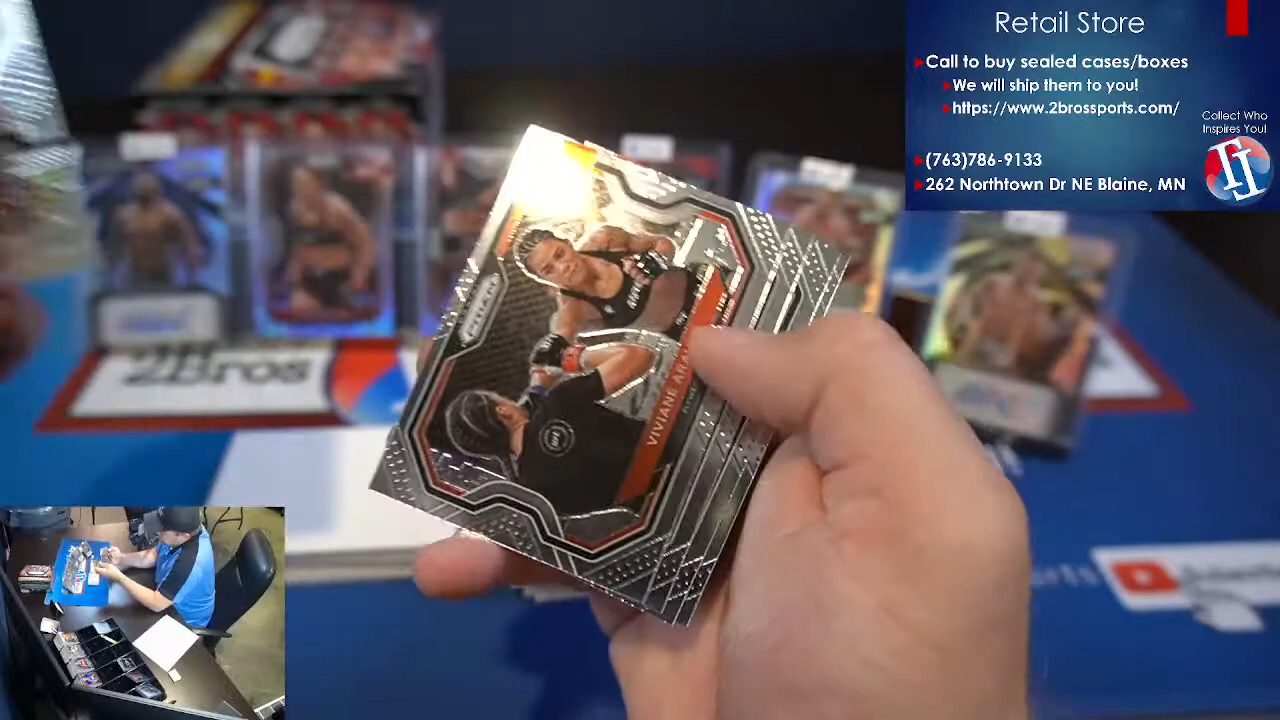 Retail Store
Call to buy sealed cases/boxes
We will ship them to you!
https://www.2brossports.com/
Collect Who
Inspires You!
(763)786-9133
262 Northtown Dr NE Blaine, MN
PRIZM
VIVIANE
2Bros